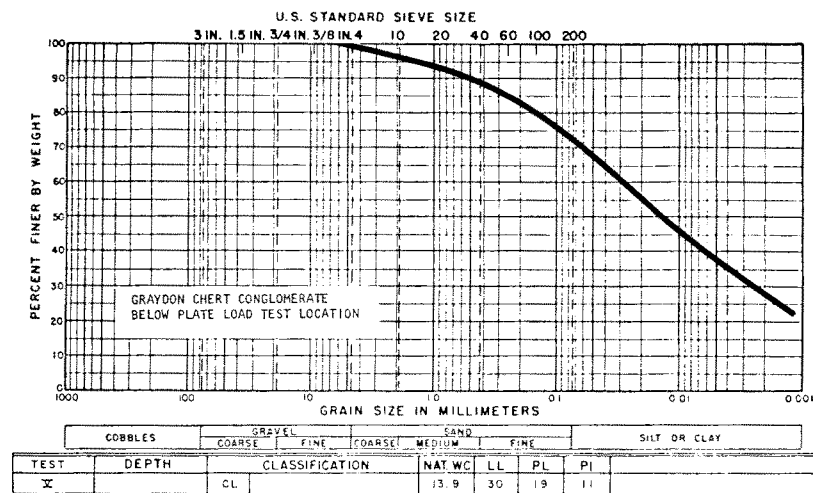 U.S. STANDARD SIEVE SIZE
3 IN. 1.5 IN. 3/4 IN. 3/8 IN. 4 10 20 40 60 100 200
PERCENT FINER BY WEIGHT
100
90
80
70
60
50
40
30
20
10
0
GRAYDON CHERT CONGLOMERATE
BELOW PLATE LOAD TEST LOCATION
1000 100 10 1.0 0.1 0.01 0.001
GRAIN SIZE IN MILLIMETERS
COBBLES GRAVEL SAND SILT OR CLAY
COARSE FINE COARSE MEDIUM FINE
TEST DEPTH CLASSIFICATION NAT. WC LL PL PI
V CL 13.9 30 19 11